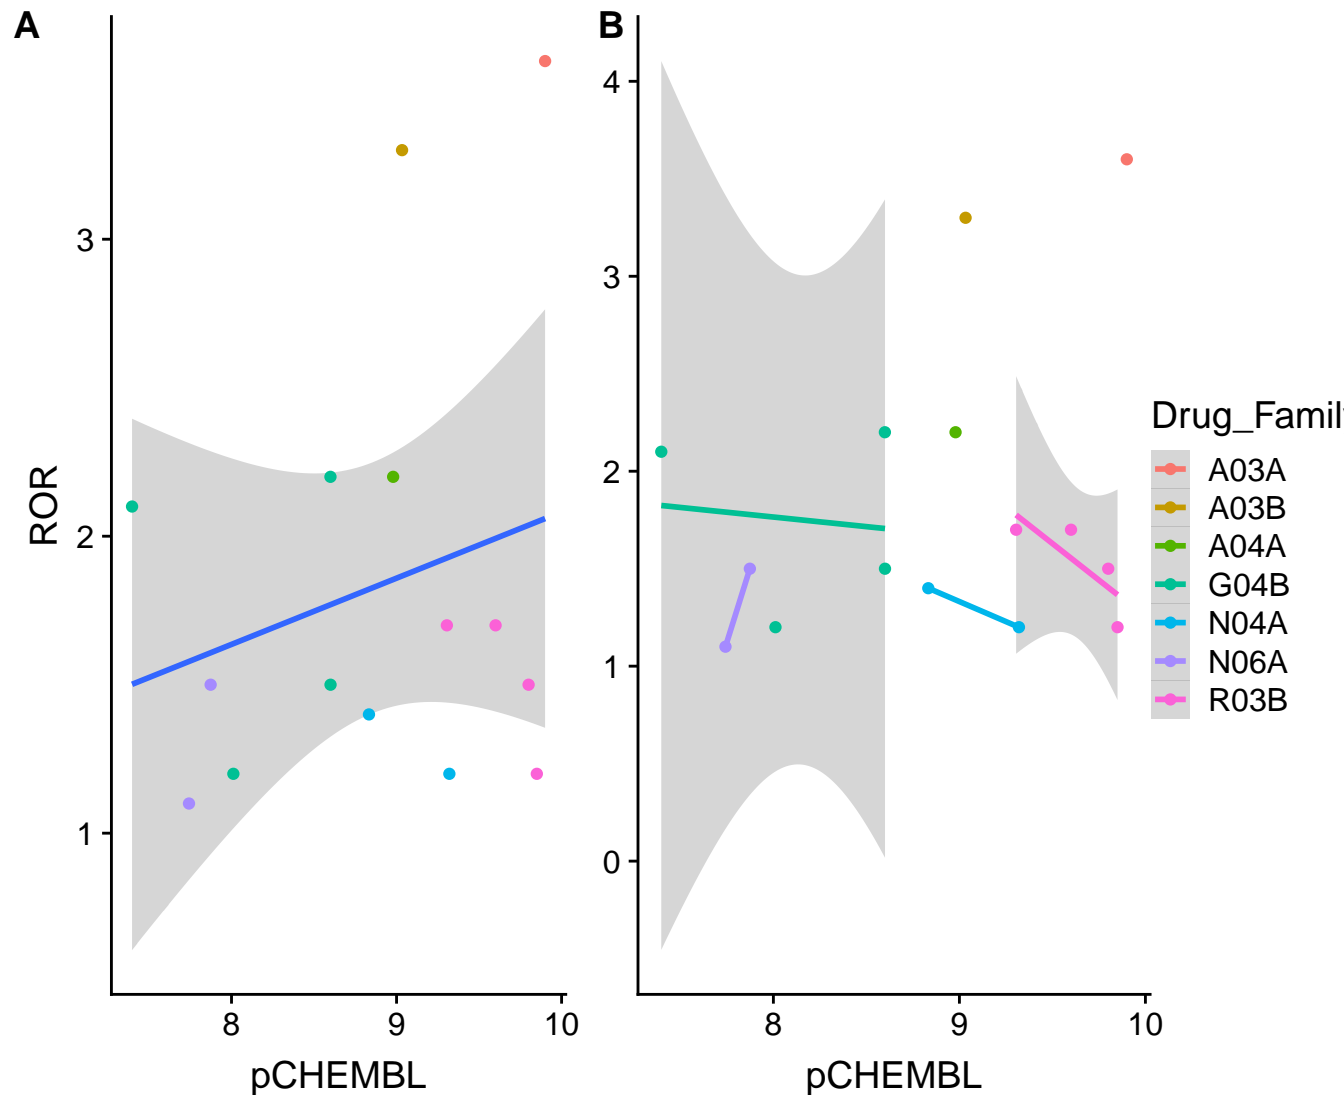 A
B
ROR
3
2
1
8
9
10
pCHEMBL
4
3
2
1
0
8
9
10
pCHEMBL
Drug_Famil
A03A
A03B
A04A
G04B
N04A
N06A
R03B